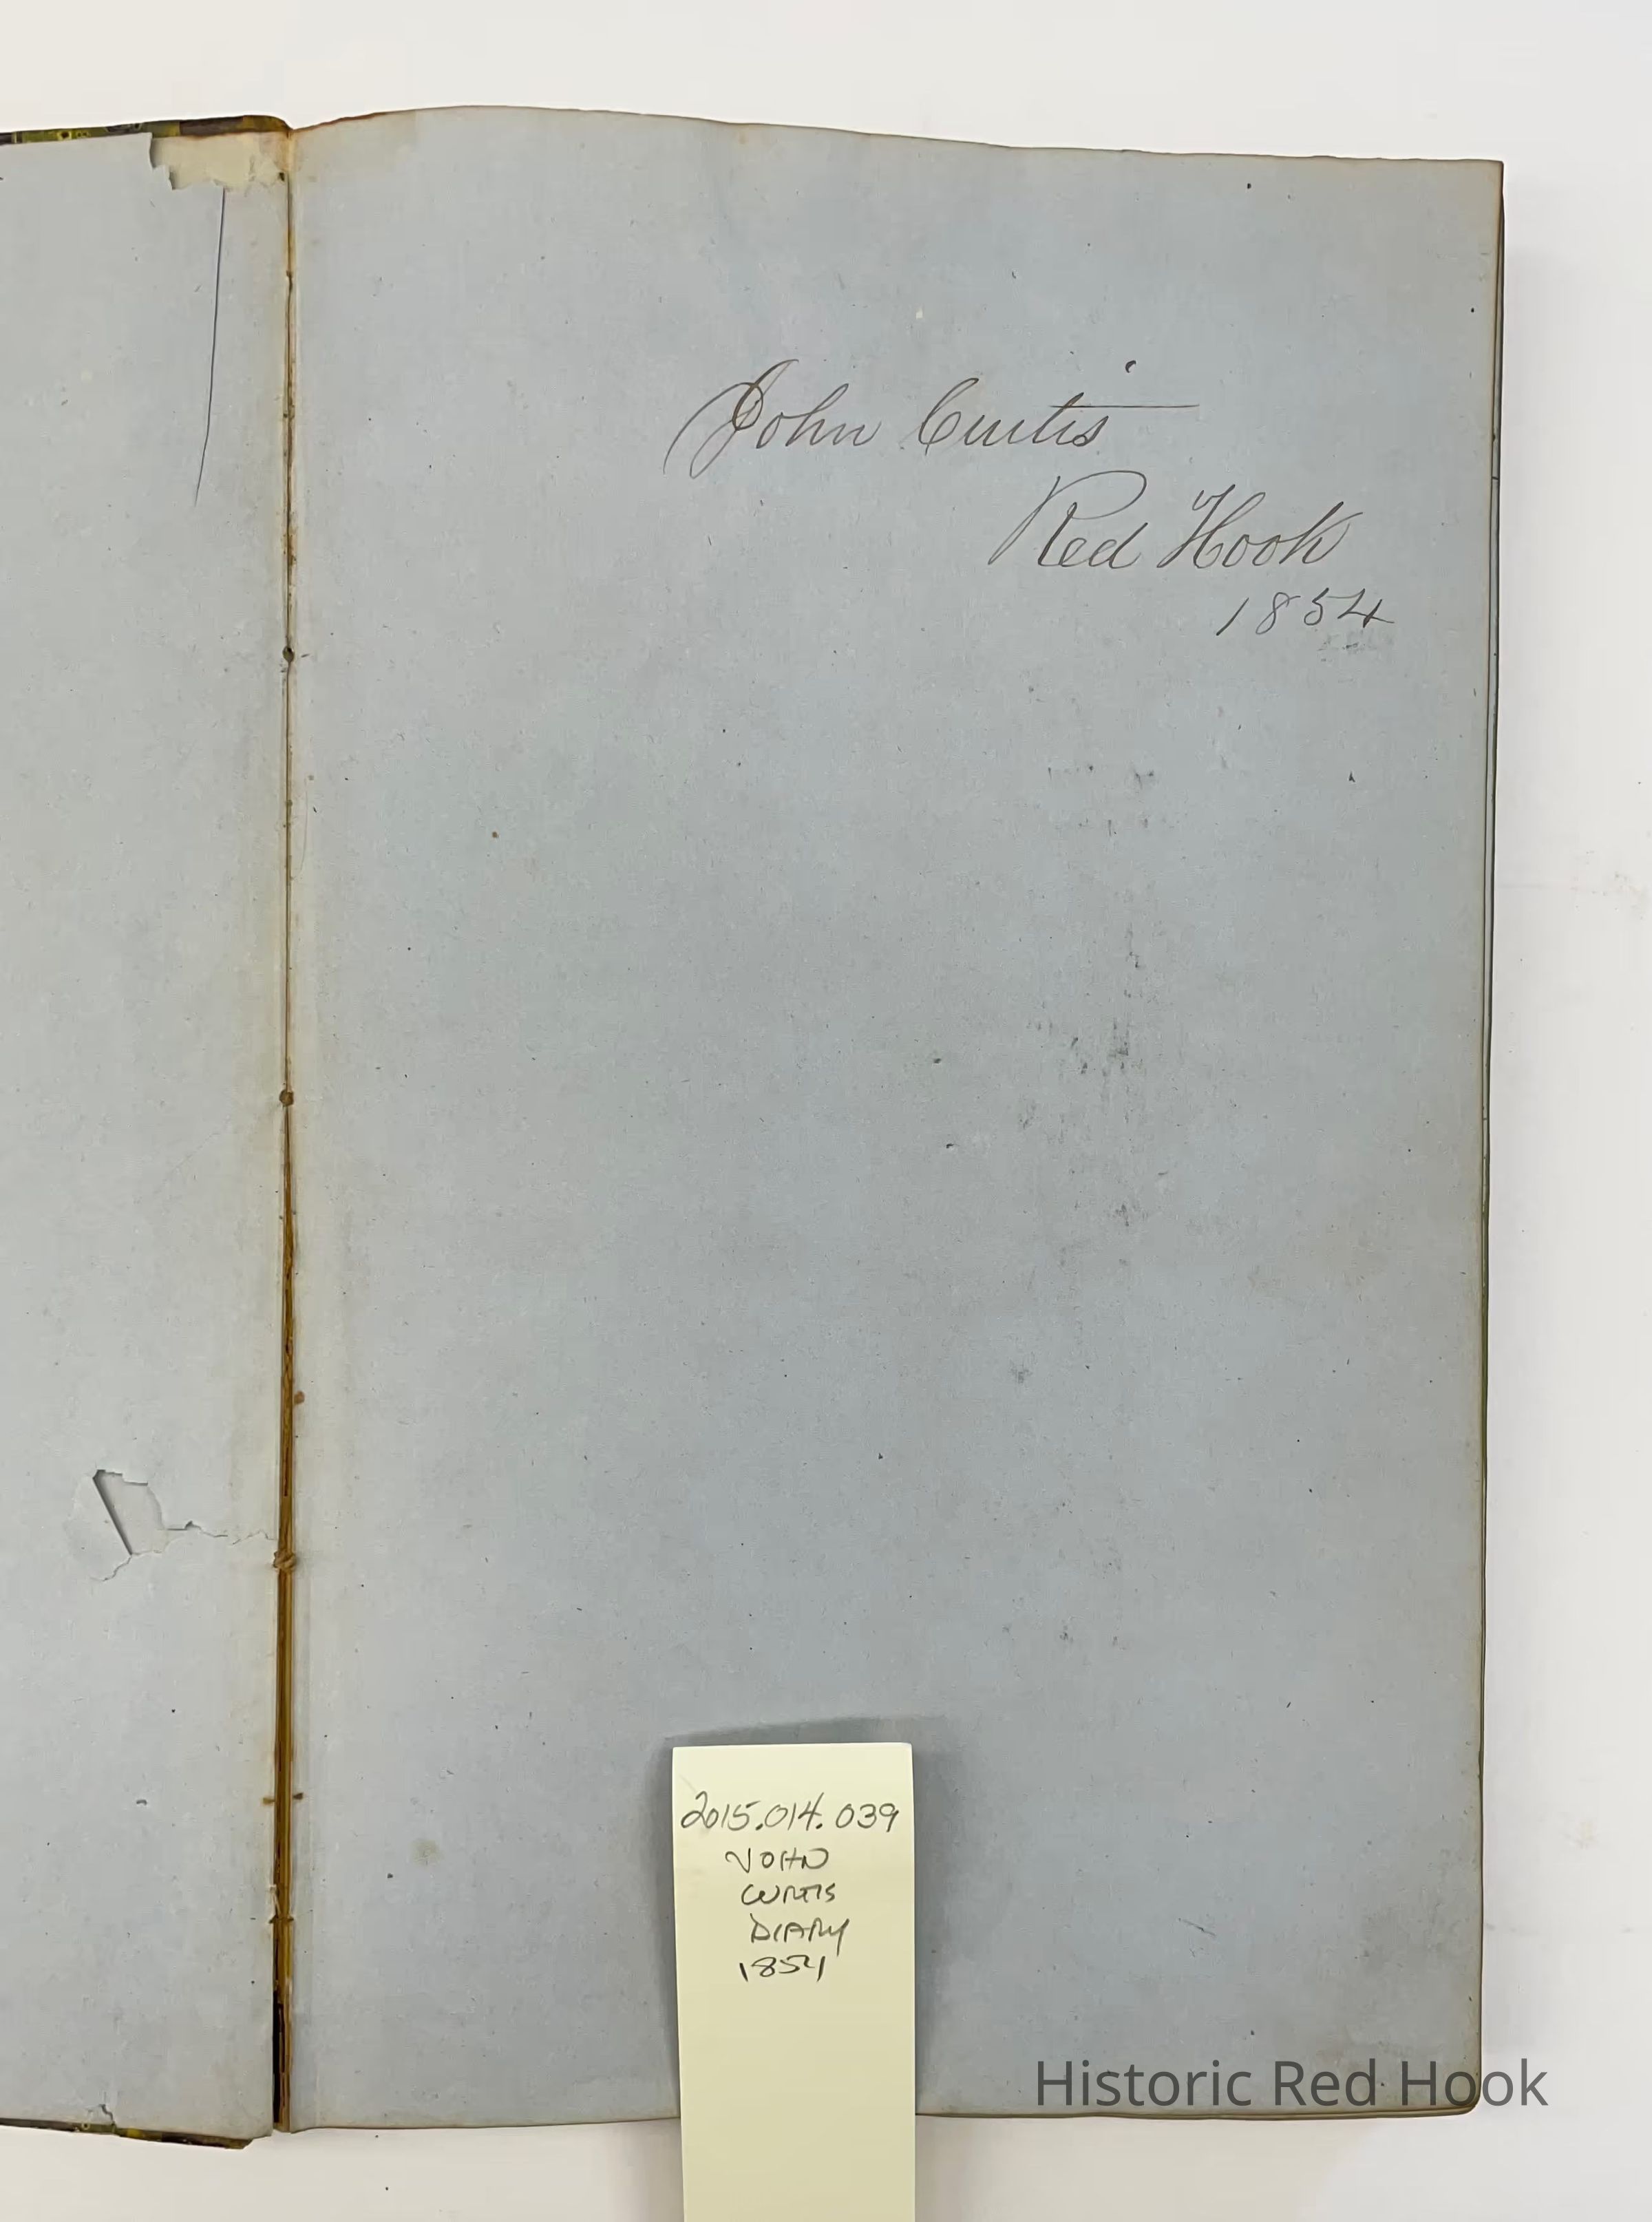 John Curtis
Red Hook
1854
2015.014.039
JOHN
CURTIS
DIARY
1854
Historic Red Hook